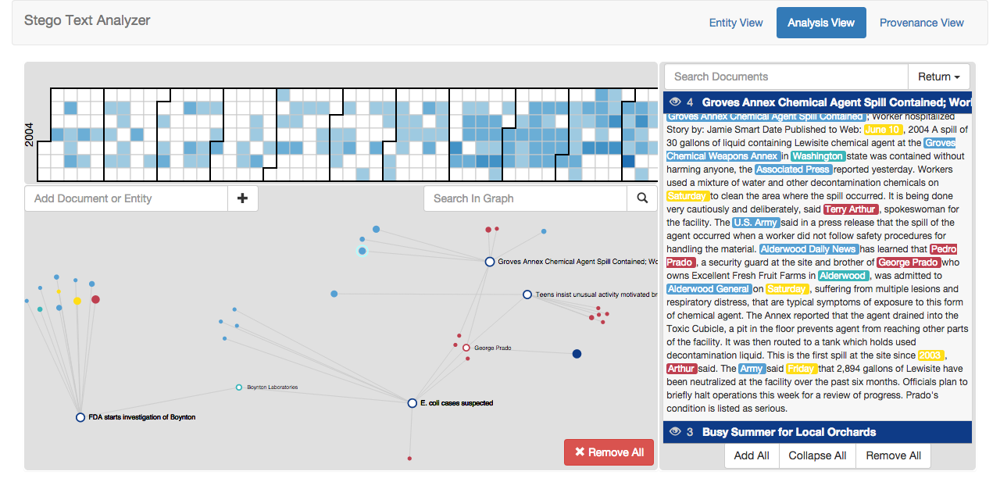 Stego Text Analyzer
Entity View
Analysis View
Provenance View
2004
Add Document or Entity
Search In Graph
Groves Annex Chemical Agent Spill Contained; Wo
Teens insist unusual activity motivated br
George Prado
Boynton Laboratories
E. coli cases suspected
FDA starts investigation of Boynton
Remove All
Search Documents
Return
4 Groves Annex Chemical Agent Spill Contained; Worl
Groves Annex Chemical Agent Spill Contained ; Worker hospitalized
Story by: Jamie Smart Date Published to Web: June 10 , 2004 A spill of
30 gallons of liquid containing Lewisite chemical agent at the Groves
Chemical Weapons Annex in Washington state was contained without
harming anyone, the Associated Press reported yesterday. Workers
used a mixture of water and other decontamination chemicals on
Saturday to clean the area where the spill occurred. It is being done
very cautiously and deliberately, said Terry Arthur , spokeswoman for
the facility. The U.S. Army said in a press release that the spill of the
agent occurred when a worker did not follow safety procedures for
handling the material. Alderwood Daily News has learned that Pedro
Prado , a security guard at the site and brother of George Prado who
owns Excellent Fresh Fruit Farms in Alderwood , was admitted to
Alderwood General on Saturday , suffering from multiple lesions and
respiratory distress, that are typical symptoms of exposure to this form
of chemical agent. The Annex reported that the agent drained into the
Toxic Cubicle, a pit in the floor prevents agent from reaching other parts
of the facility. It was then routed to a tank which holds used
decontamination liquid. This is the first spill at the site since 2003 ,
Arthur said. The Army said Friday that 2,894 gallons of Lewisite have
been neutralized at the facility over the past six months. Officials plan to
briefly halt operations this week for a review of progress. Prado's
condition is listed as serious.
3 Busy Summer for Local Orchards
Add All
Collapse All
Remove All